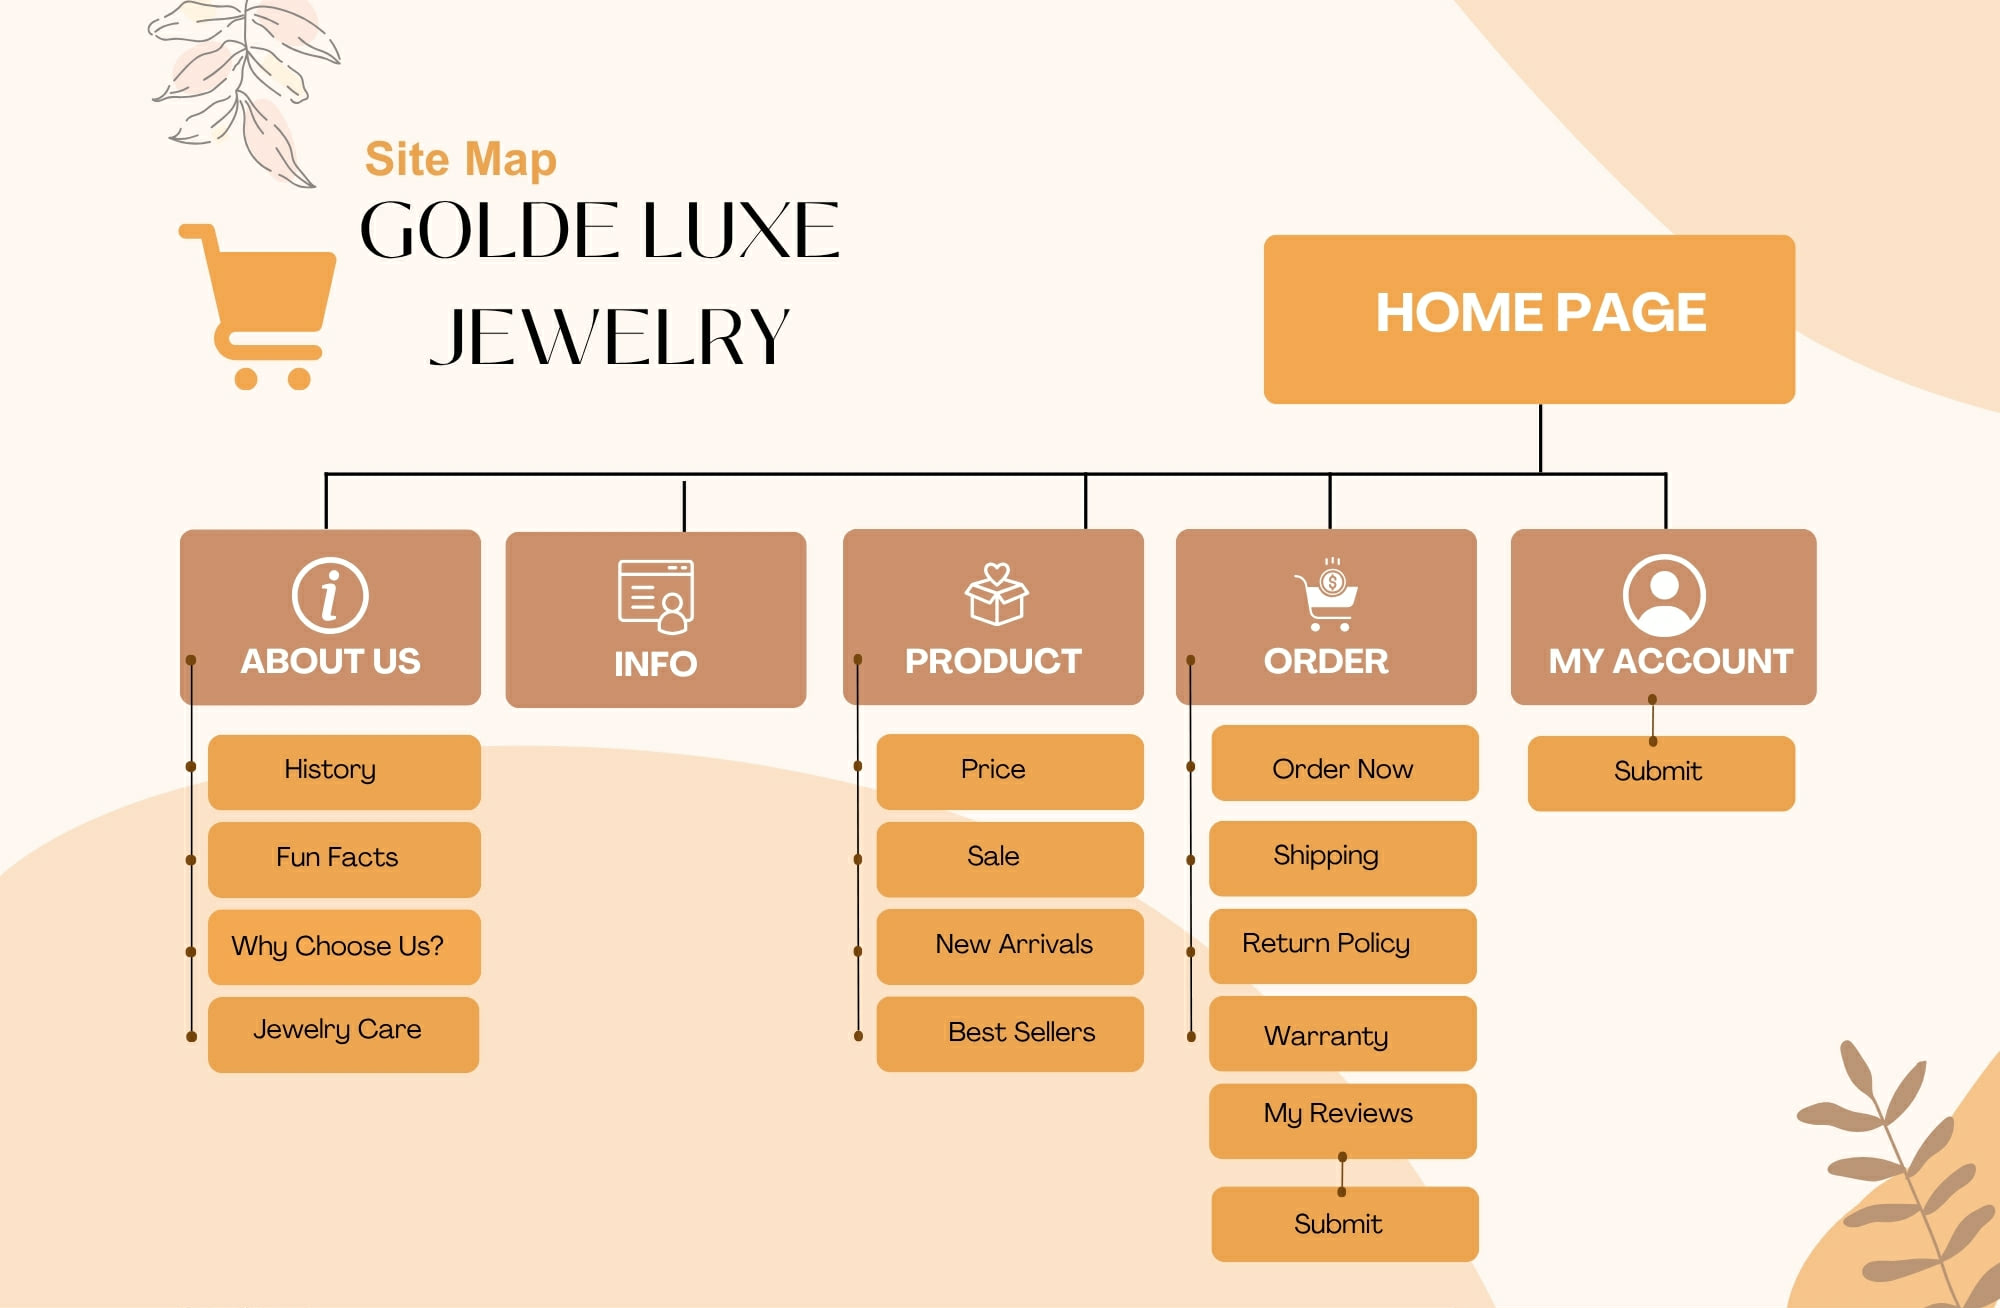 Site Map
GOLDE LUXE
JEWELRY
HOME PAGE
ABOUT US
History
Fun Facts
Why Choose Us?
Jewelry Care
INFO
PRODUCT
Price
Sale
New Arrivals
Best Sellers
ORDER
Order Now
Shipping
Return Policy
Warranty
My Reviews
Submit
MY ACCOUNT
Submit